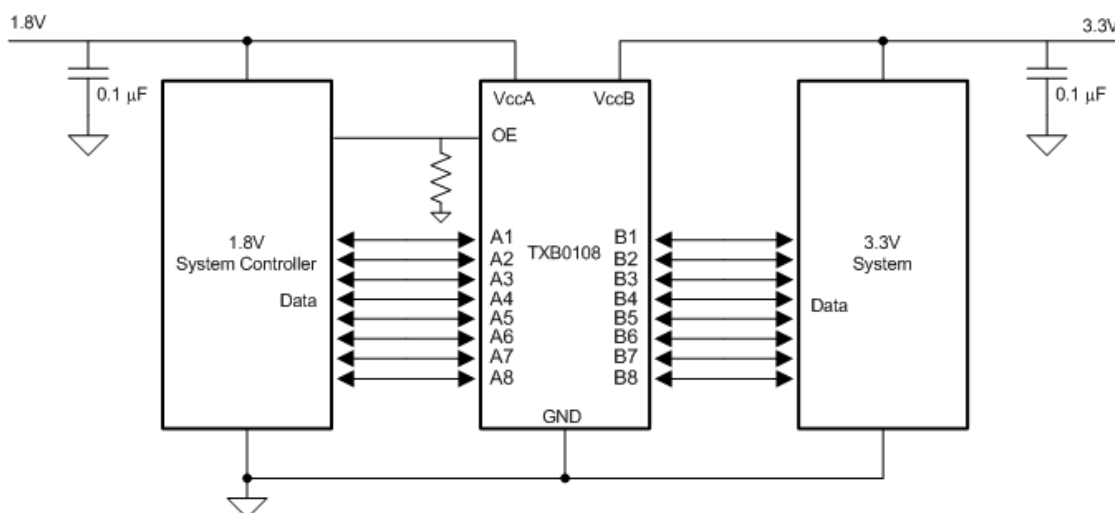 1.8V
3.3V
0.1 μF
VccA
VccB
0.1 μF
OE
1.8V
System Controller
Data
A1
A2
A3
A4
A5
A6
A7
A8
TXB0108
B1
B2
B3
B4
B5
B6
B7
B8
3.3V
System
Data
GND